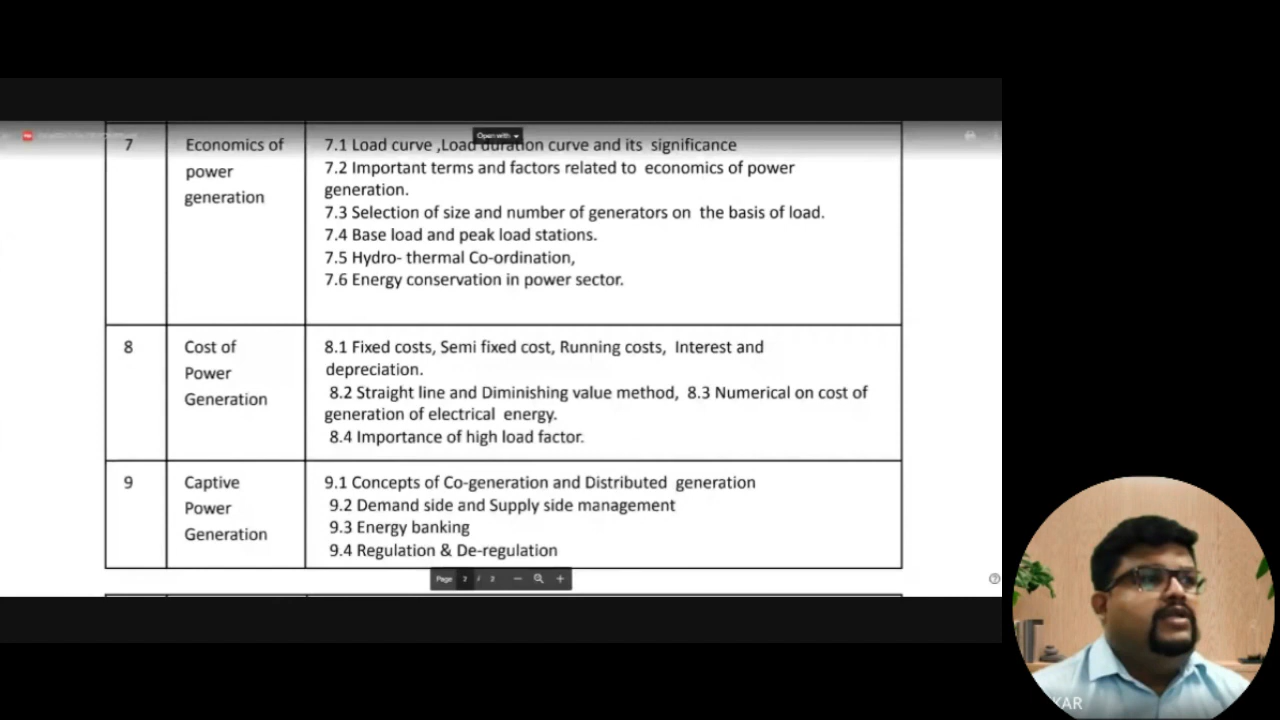 Open with
7
Economics of
power
generation
7.1 Load curve ,Load duration curve and its significance
7.2 Important terms and factors related to economics of power
generation.
7.3 Selection of size and number of generators on the basis of load.
7.4 Base load and peak load stations.
7.5 Hydro- thermal Co-ordination,
7.6 Energy conservation in power sector.
8
Cost of
Power
Generation
8.1 Fixed costs, Semi fixed cost, Running costs, Interest and
depreciation.
8.2 Straight line and Diminishing value method, 8.3 Numerical on cost of
generation of electrical energy.
8.4 Importance of high load factor.
9
Captive
Power
Generation
9.1 Concepts of Co-generation and Distributed generation
9.2 Demand side and Supply side management
9.3 Energy banking
9.4 Regulation & De-regulation
Page 2 / 3
KAR